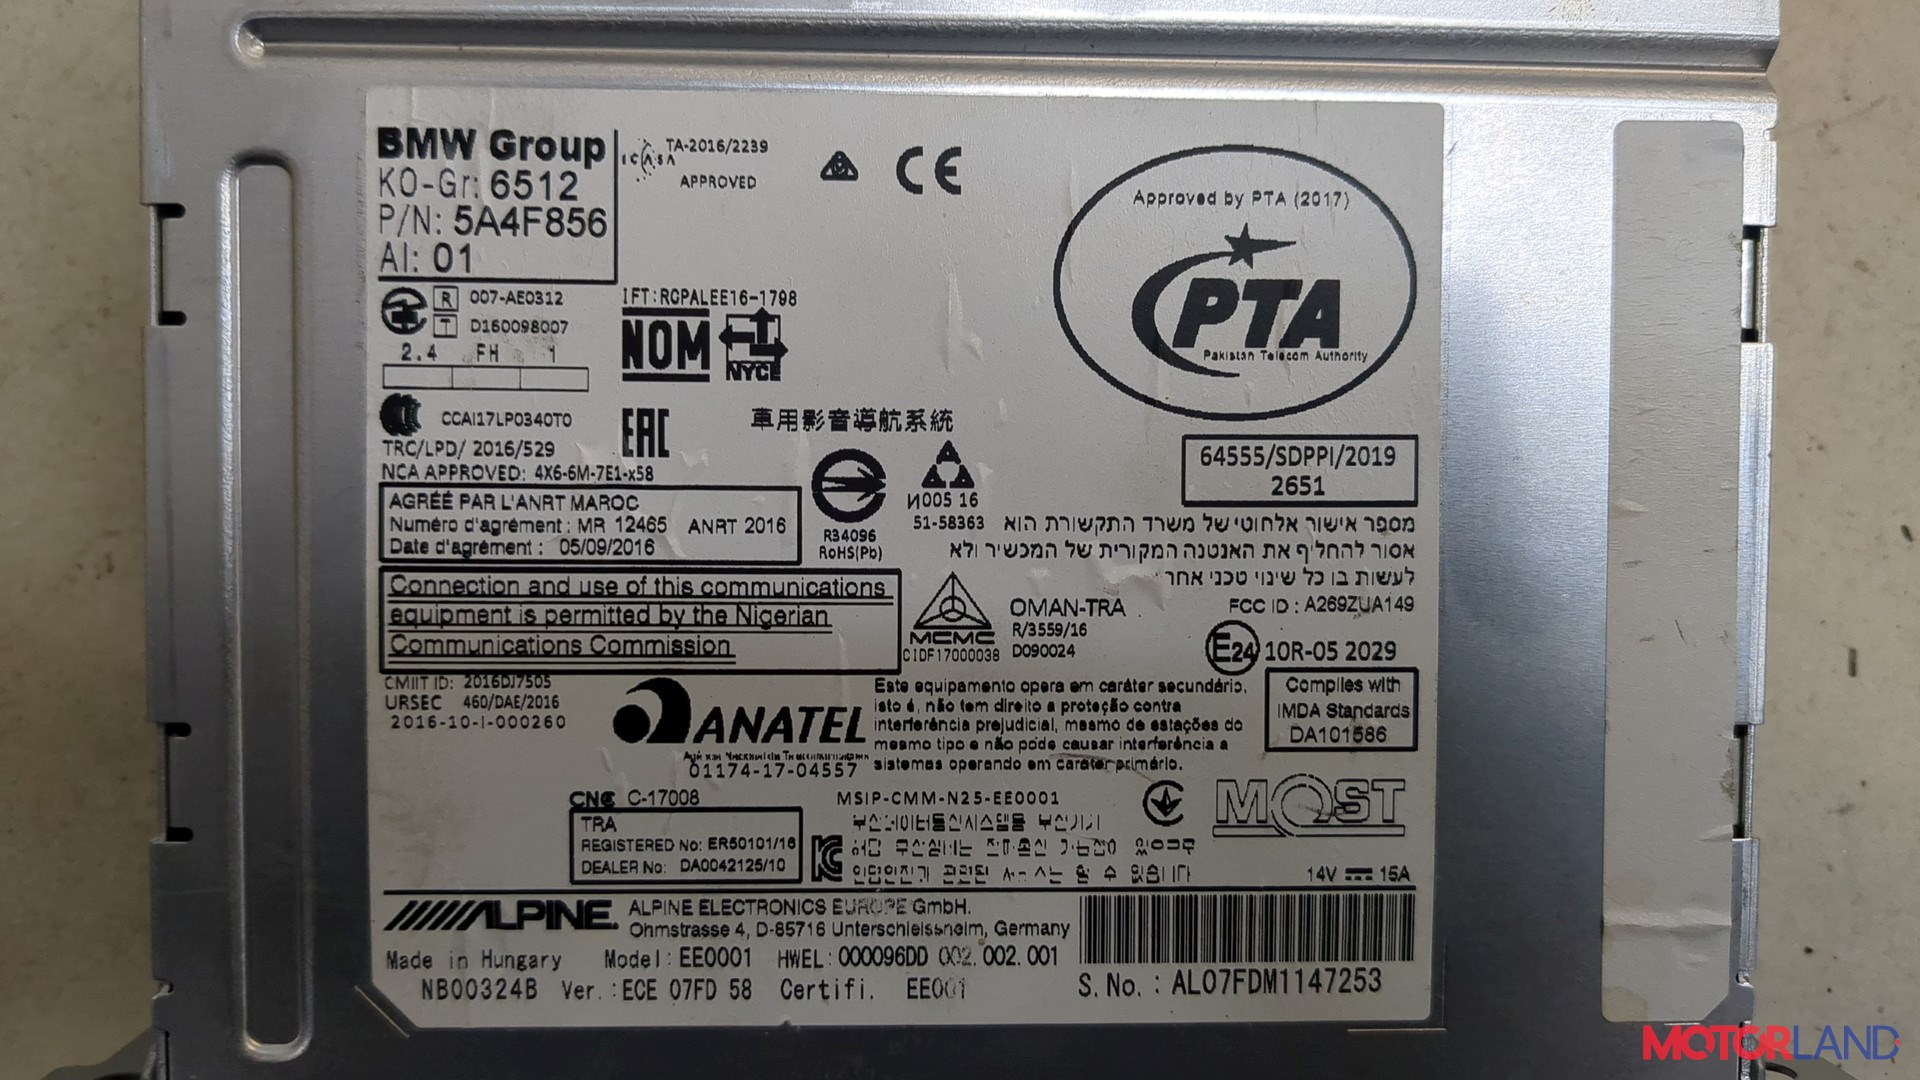 BMW Group
KO-Gr: 6512
P/N: 5A4F856
AI: 01
ICASA TA-2016/2239
APPROVED
CE
Approved by PTA (2017)
PTA
Pakistan Telecom Authority
R 007-AE0312
T D160098007
2.4 FH 1
IFT:RCPALEE16-1798
NOM
NYCE
CCAI17LP0340T0
TRC/LPD/ 2016/529
NCA APPROVED: 4X6-6M-7E1-x58
EAC
車用影音導航系統
AGRÉÉ PAR L'ANRT MAROC
Numéro d'agrément : MR 12465 ANRT 2016
Date d'agrément : 05/09/2016
R34096
RoHS(Pb)
И005 16
51-58363
64555/SDPPI/2019
2651
מספר אישור אלחוטי של משרד התקשורת הוא
אסור להחליף את האנטנה המקורית של המכשיר ולא
לעשות בו כל שינוי טכני אחר
FCC ID : A269ZUA149
Connection and use of this communications
equipment is permitted by the Nigerian
Communications Commission
MCMC
CIDF17000038
OMAN-TRA
R/3559/16
D090024
E24 10R-05 2029
CMIIT ID: 2016DJ7505
URSEC 460/DAE/2016
2016-10-I-000260
ANATEL
01174-17-04557
Este equipamento opera em caráter secundário,
isto é, não tem direito a proteção contra
interferência prejudicial, mesmo de estações do
mesmo tipo e não pode causar interferência a
sistemas operando em caráter primário.
Complies with
IMDA Standards
DA101586
CNC C-17008
TRA
REGISTERED No: ER50101/16
DEALER No: DA0042125/10
MSIP-CMM-N25-EE0001
MOST
14V 15A
ALPINE
ALPINE ELECTRONICS EUROPE GmbH.
Ohmstrasse 4, D-85716 Unterschleissheim, Germany
Made in Hungary Model:EE0001 HWEL:000096DD 002.002.001
NB00324B Ver.:ECE 07FD 58 Certifi. EE001
S.No.: AL07FDM1147253
MOTORLAND